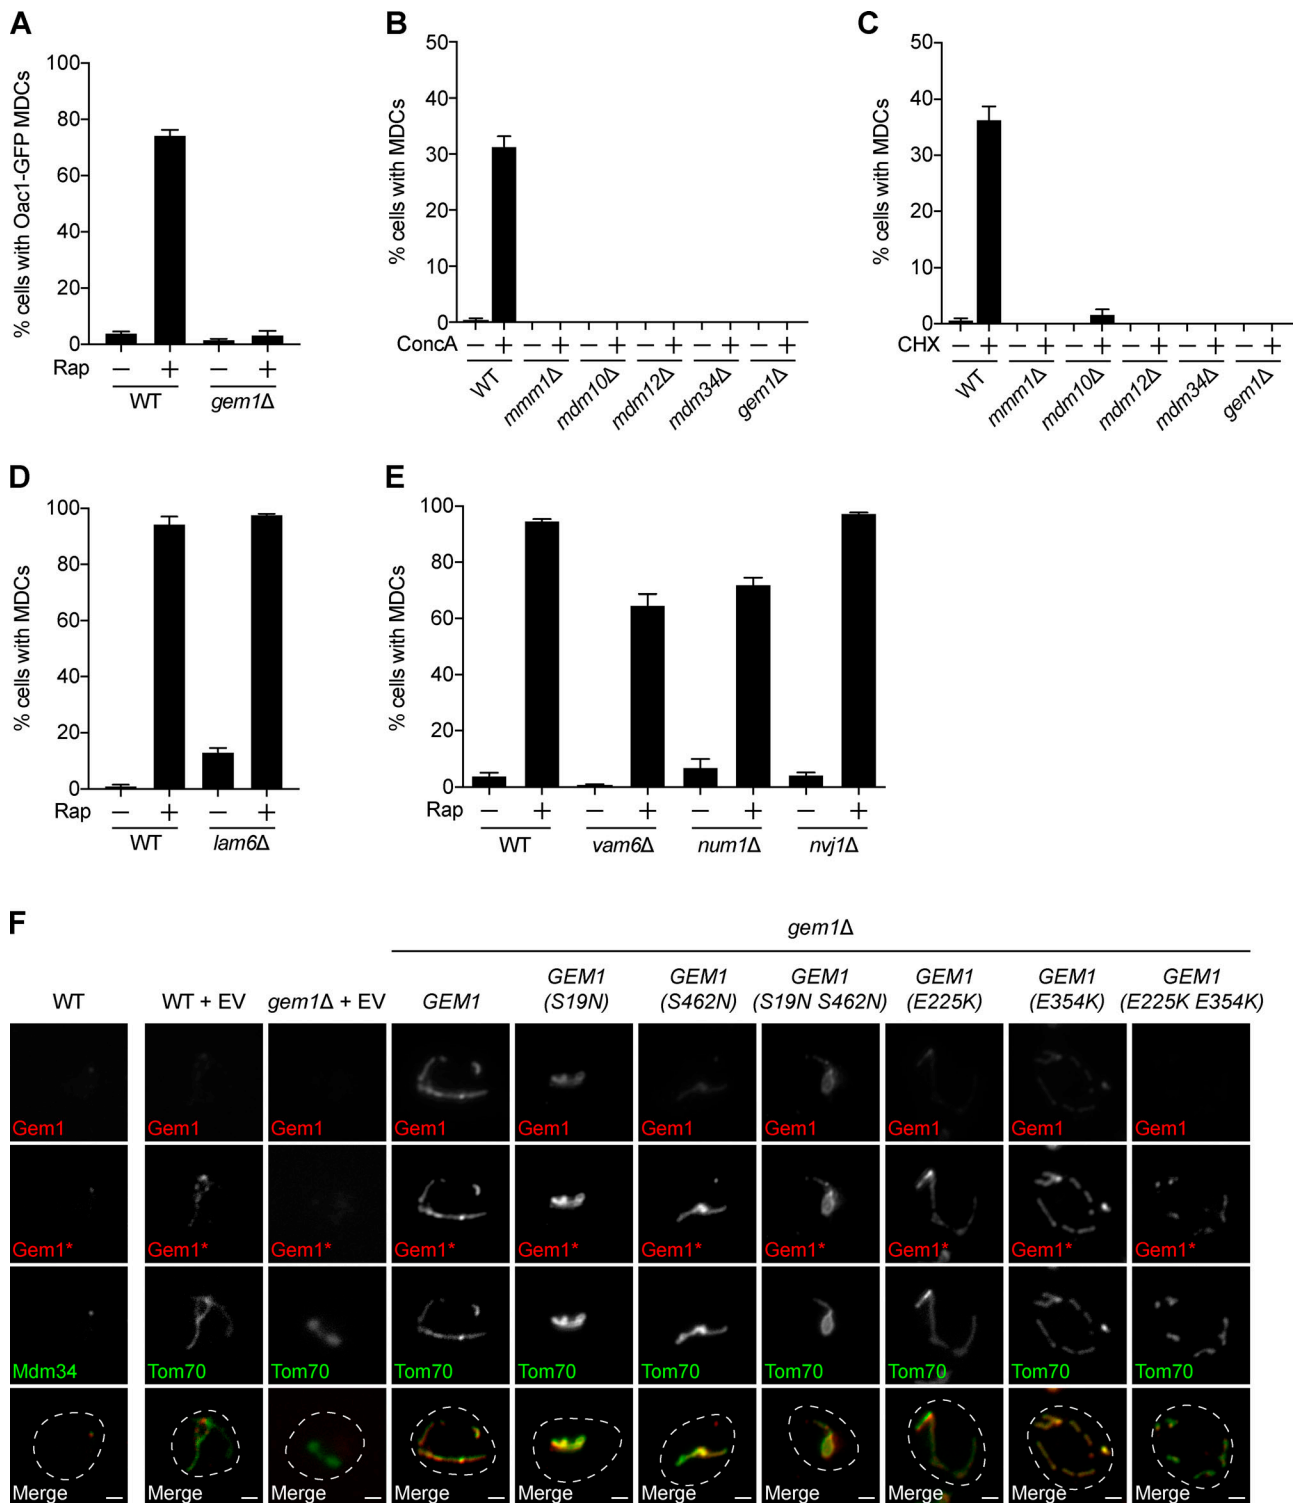 A
% cells with Oac1-GFP MDCs
100
80
60
40
20
0
Rap
– + – +
WT gem1Δ
B
% cells with MDCs
50
40
30
20
10
0
ConcA
– + – + – + – + – + – +
WT mmm1Δ mdm10Δ mdm12Δ mdm34Δ gem1Δ
C
% cells with MDCs
50
40
30
20
10
0
CHX
– + – + – + – + – + – +
WT mmm1Δ mdm10Δ mdm12Δ mdm34Δ gem1Δ
D
% cells with MDCs
100
80
60
40
20
0
Rap
– + – +
WT lam6Δ
E
% cells with MDCs
100
80
60
40
20
0
Rap
– + – + – + – +
WT vam6Δ num1Δ nvj1Δ
F
gem1Δ
WT WT + EV gem1Δ + EV GEM1 GEM1 (S19N) GEM1 (S462N) GEM1 (S19N S462N) GEM1 (E225K) GEM1 (E354K) GEM1 (E225K E354K)
Gem1 Gem1 Gem1 Gem1 Gem1 Gem1 Gem1 Gem1 Gem1 Gem1
Gem1* Gem1* Gem1* Gem1* Gem1* Gem1* Gem1* Gem1* Gem1* Gem1*
Mdm34 Tom70 Tom70 Tom70 Tom70 Tom70 Tom70 Tom70 Tom70 Tom70
Merge Merge Merge Merge Merge Merge Merge Merge Merge Merge